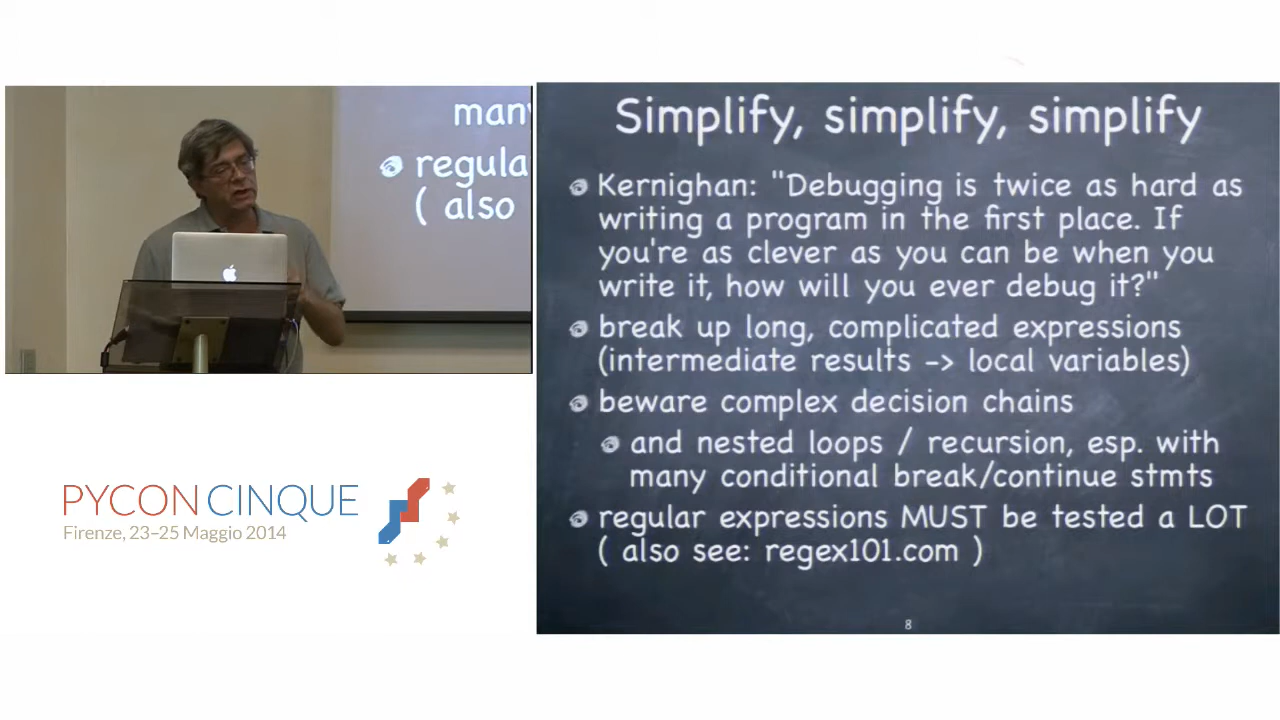 man
regula
( also
PYCON CINQUE
Firenze, 23-25 Maggio 2014
Simplify, simplify, simplify
Kernighan: "Debugging is twice as hard as
writing a program in the first place. If
you're as clever as you can be when you
write it, how will you ever debug it?"
break up long, complicated expressions
(intermediate results -> local variables)
beware complex decision chains
and nested loops / recursion, esp. with
many conditional break/continue stmts
regular expressions MUST be tested a LOT
( also see: regex101.com )
8